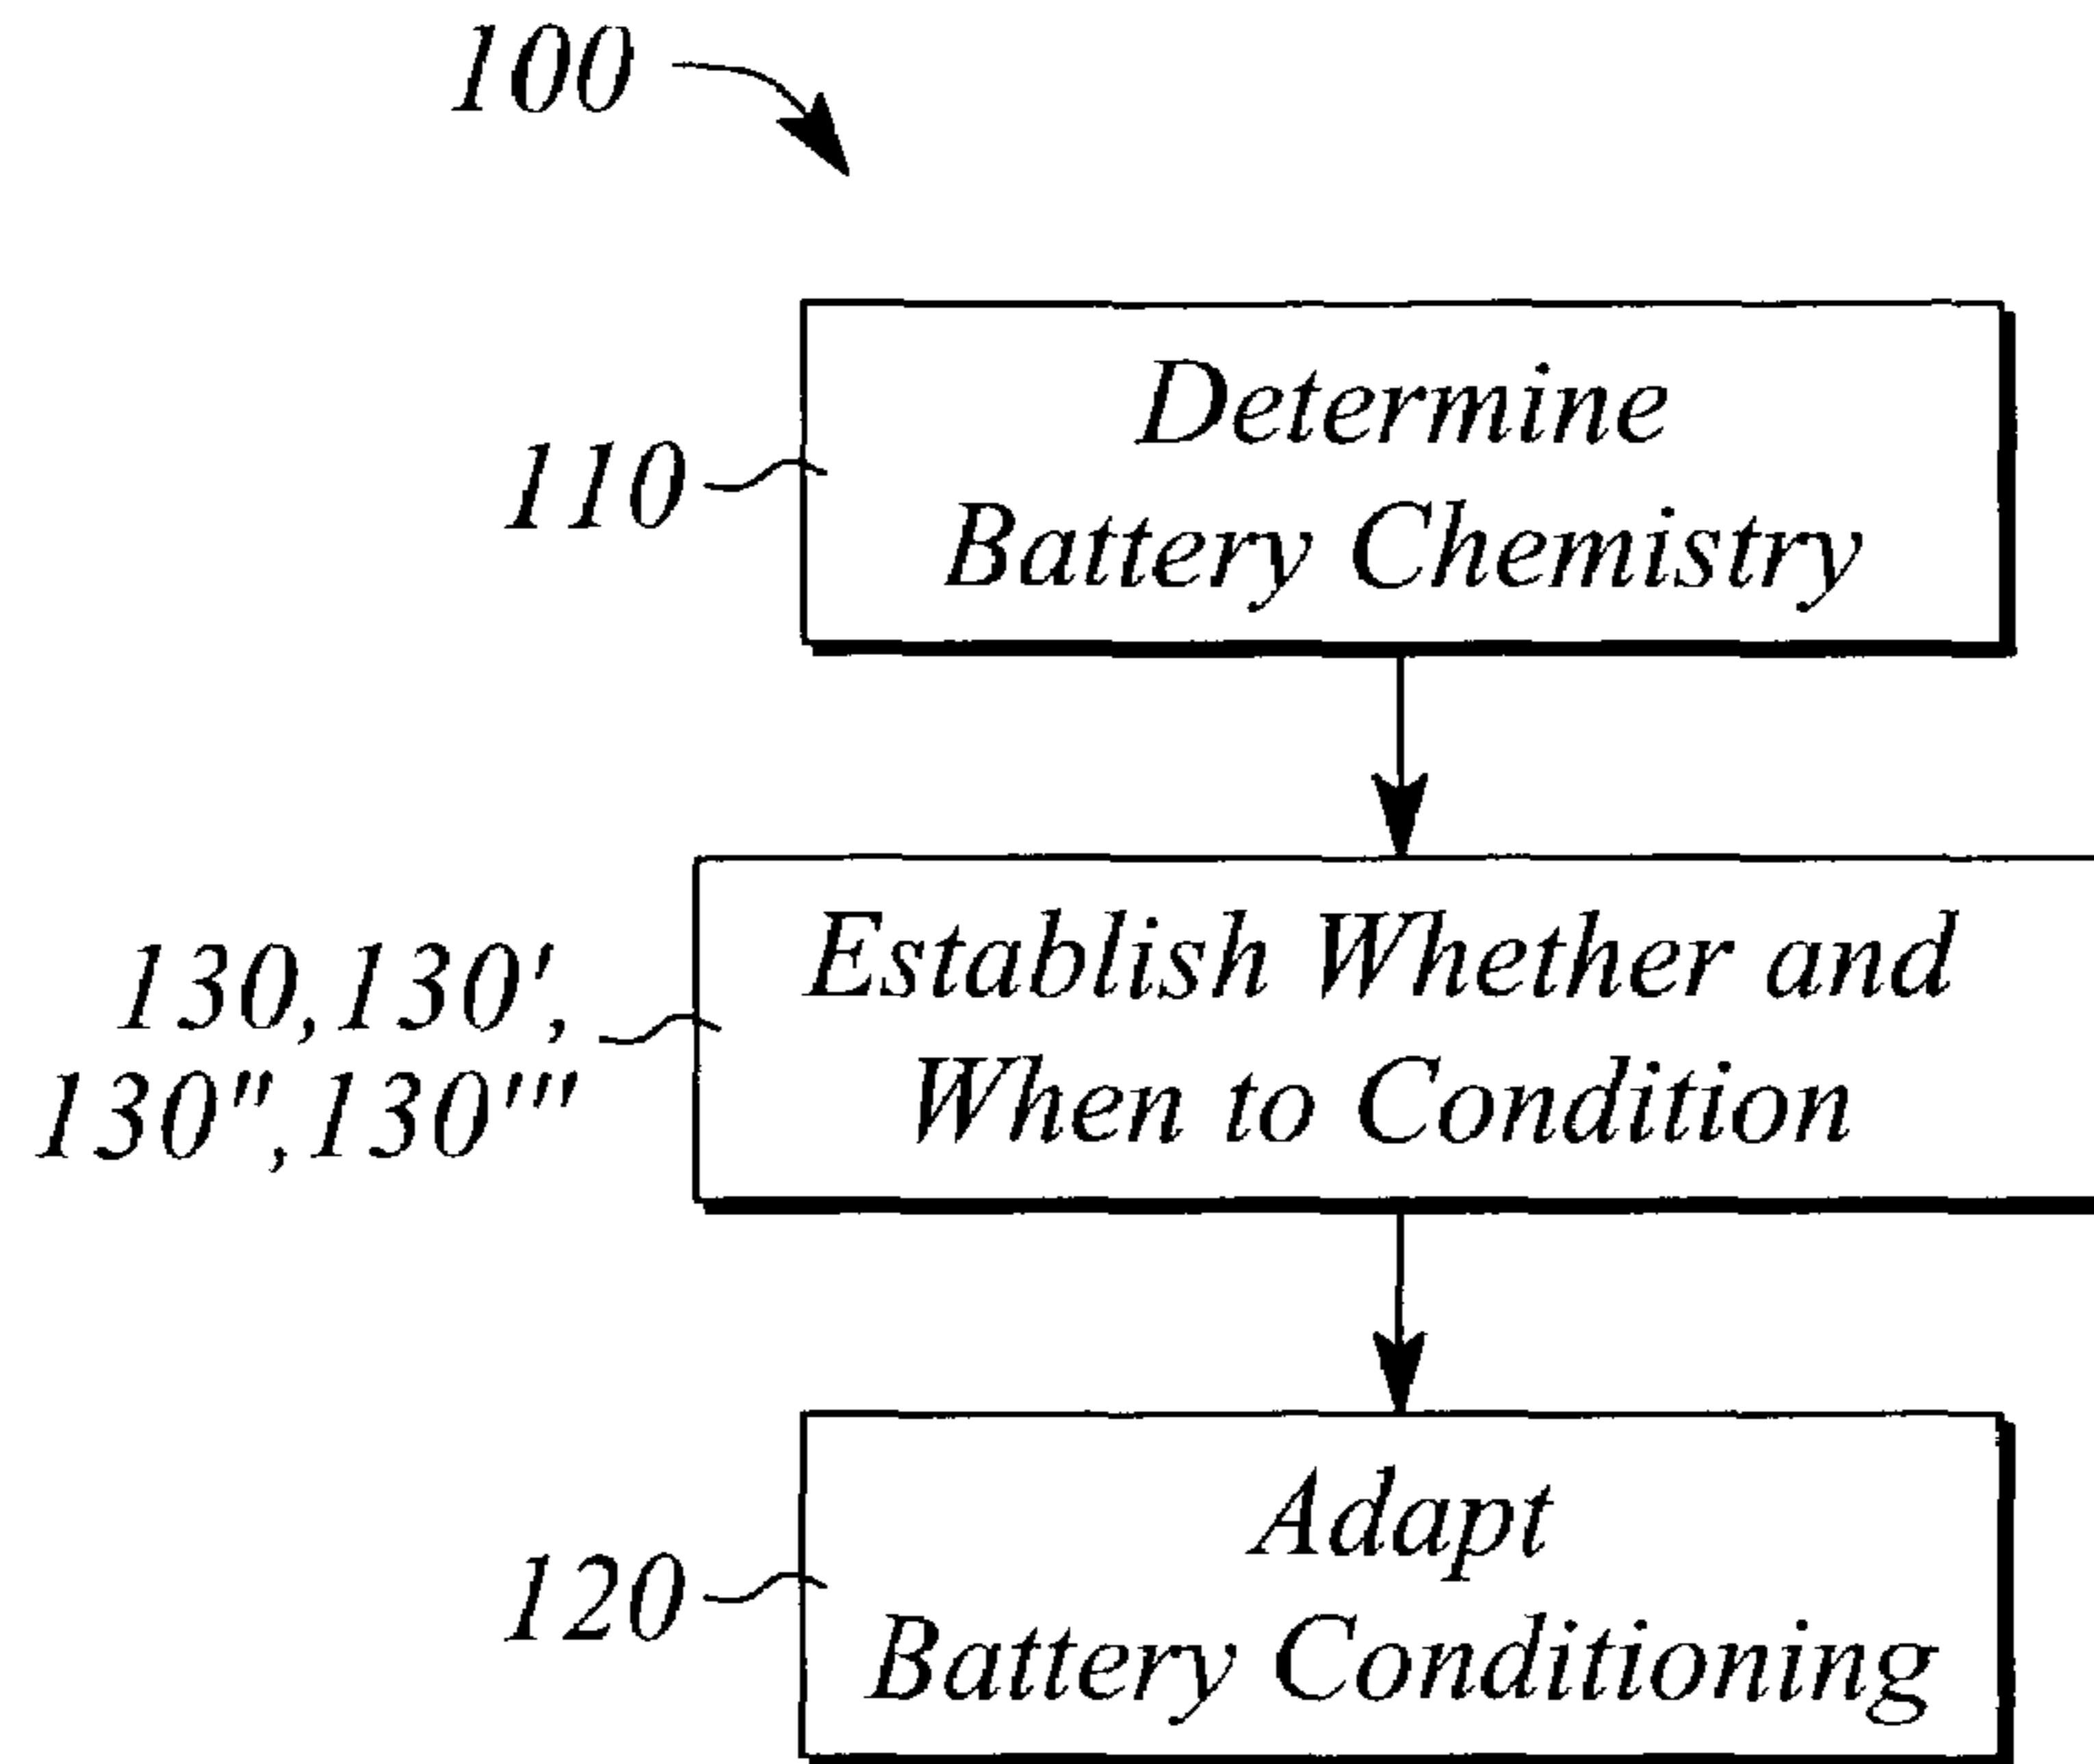 100
110
Determine
Battery Chemistry
130,130',
130",130'"
Establish Whether and
When to Condition
120
Adapt
Battery Conditioning